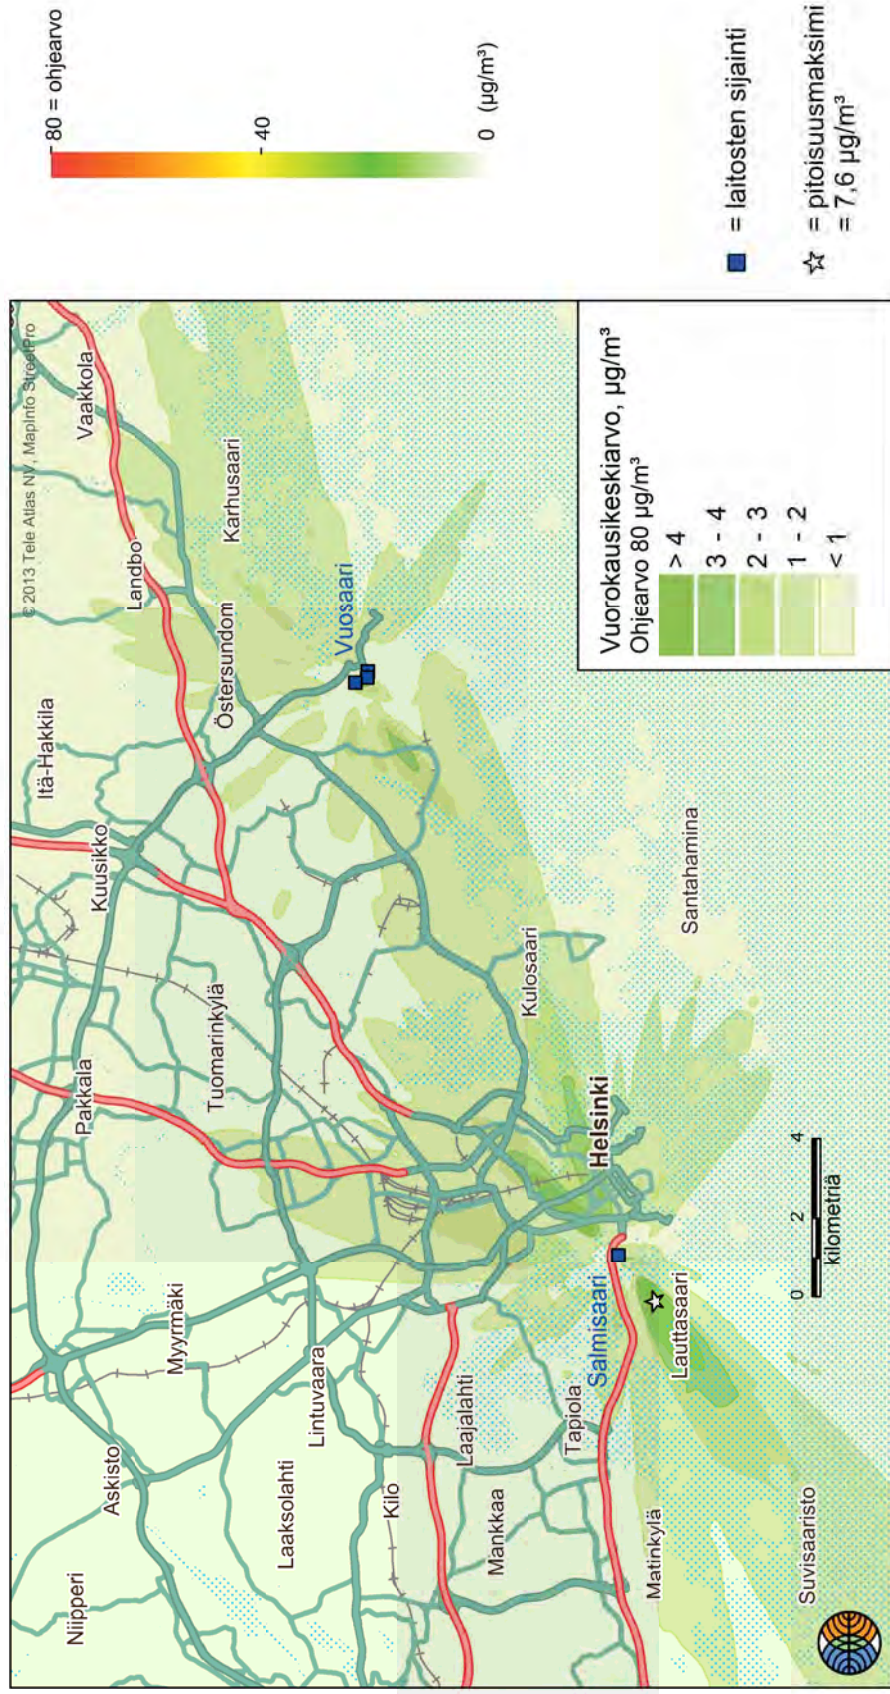 © 2013 Tele Atlas NV, MapInfo StreetPro
Vaakkola
Landbo
Karhusaari
Itä-Hakkila
Östersundom
Vuosaari
Kuusikko
Pakkala
Tuomarinkylä
Santahamina
Kulosaari
Helsinki
Myyrmäki
Askisto
Lintuvaara
Laaksolahti
Niipperi
Kilo
Laajalahti
Mankkaa
Tapiola
Salmisaari
Lauttasaari
Matinkylä
Suvisaaristo
0 2 4
kilometriä
Vuorokausikeskiarvo, µg/m³
Ohjearvo 80 µg/m³
> 4
3 - 4
2 - 3
1 - 2
< 1
80 = ohjearvo
40
0 (µg/m³)
= laitosten sijainti
= pitoisuusmaksimi
= 7,6 µg/m³